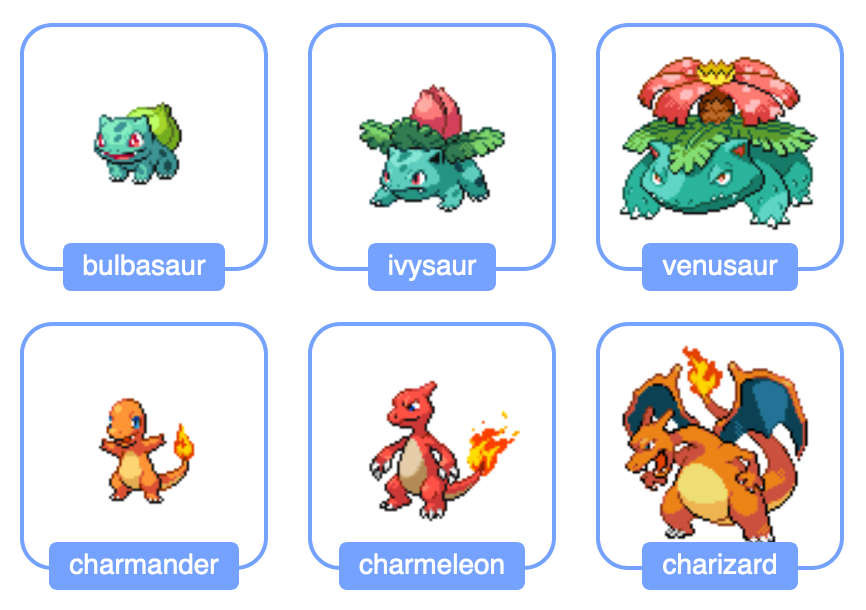 bulbasaur
ivysaur
venusaur
charmander
charmeleon
charizard